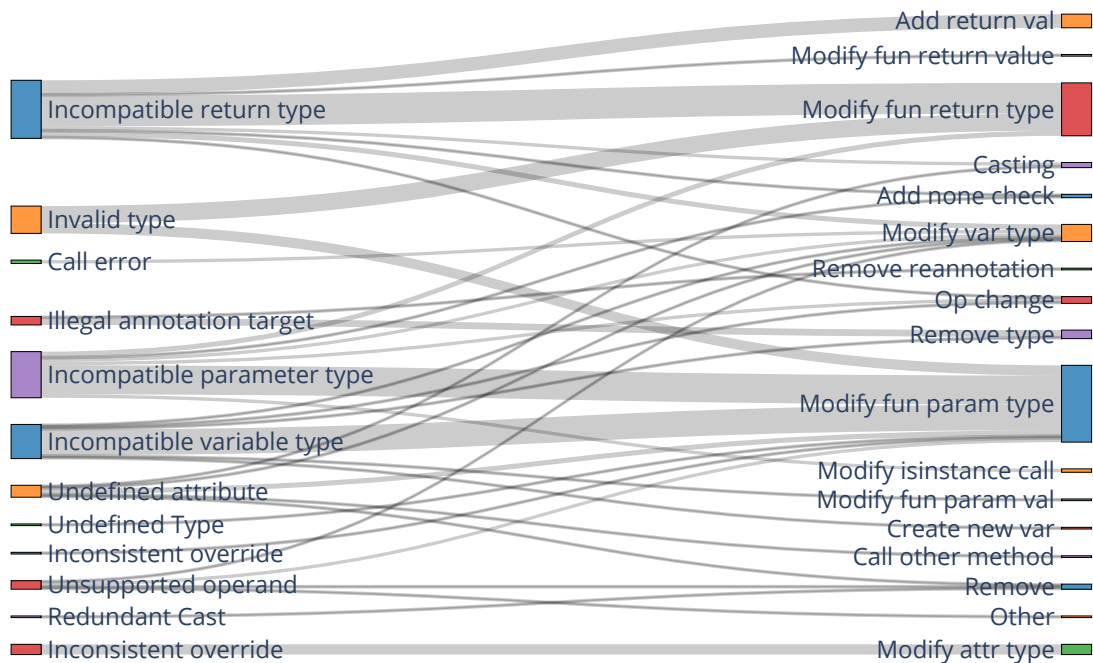 Add return val
Modify fun return value
Incompatible return type
Modify fun return type
Casting
Add none check
Invalid type
Modify var type
Call error
Remove reannotation
Op change
Illegal annotation target
Remove type
Incompatible parameter type
Modify fun param type
Incompatible variable type
Modify isinstance call
Undefined attribute
Modify fun param val
Undefined Type
Create new var
Inconsistent override
Call other method
Unsupported operand
Remove
Redundant Cast
Other
Inconsistent override
Modify attr type